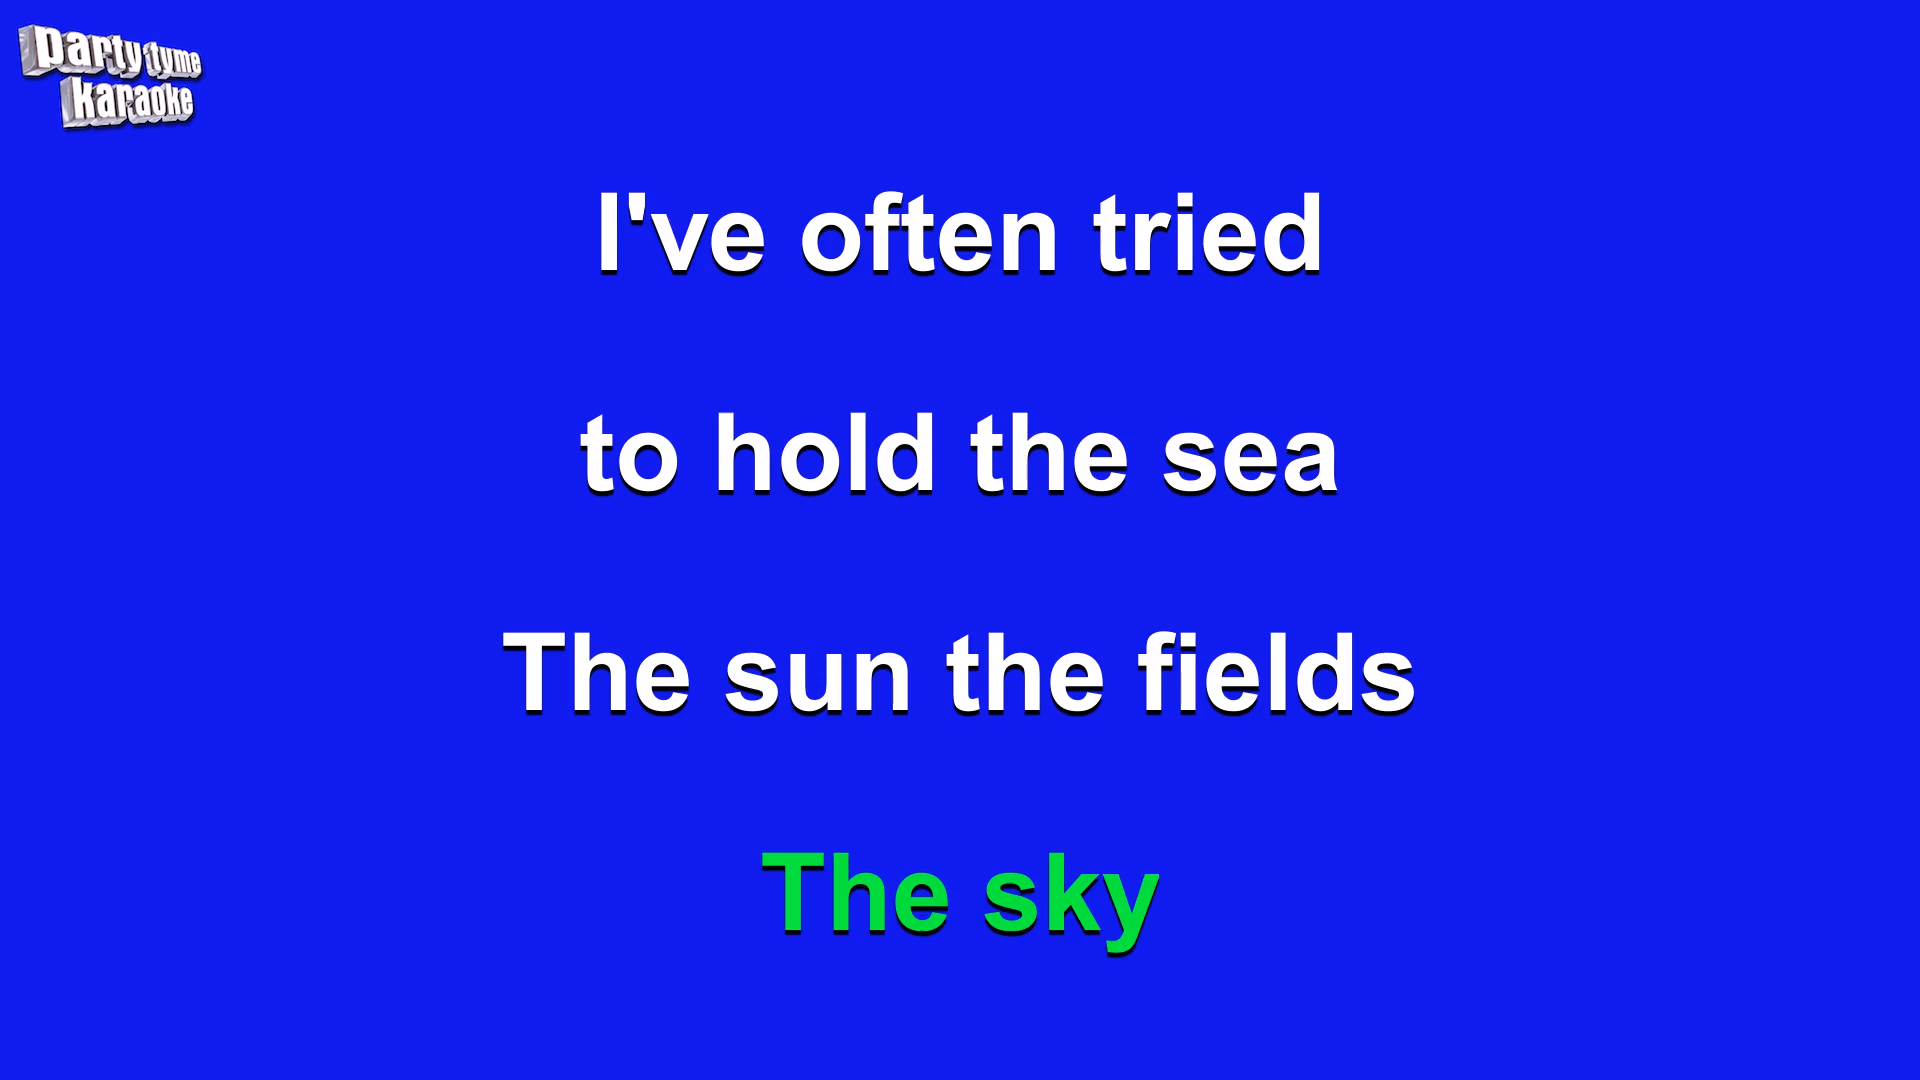 party tyme
karaoke
I've often tried
to hold the sea
The sun the fields
The sky